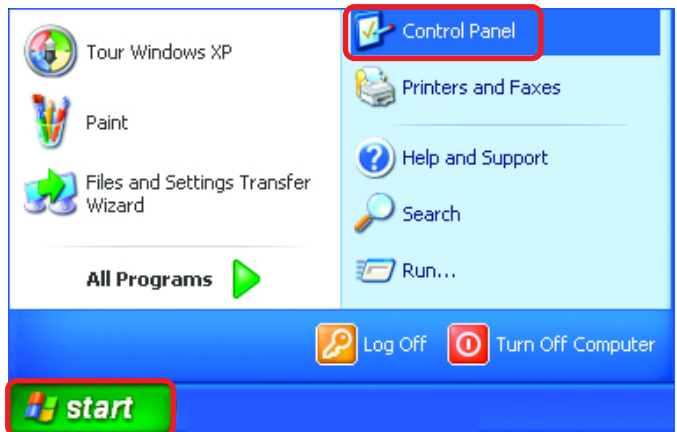 Tour Windows XP
Paint
Files and Settings Transfer
Wizard
All Programs
Control Panel
Printers and Faxes
Help and Support
Search
Run...
Log Off
Turn Off Computer
start